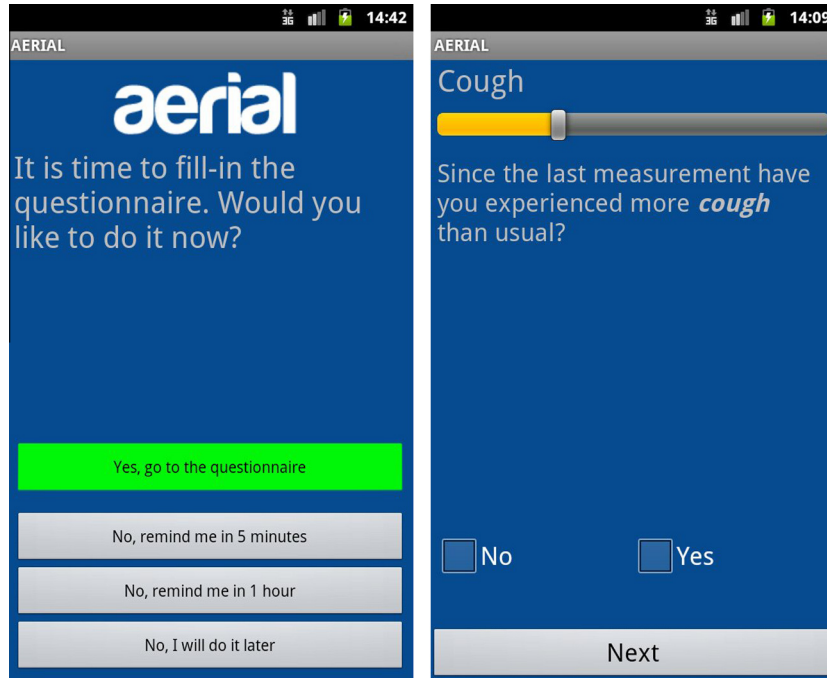 3G 14:42
AERIAL
aerial
It is time to fill-in the
questionnaire. Would you
like to do it now?
Yes, go to the questionnaire
No, remind me in 5 minutes
No, remind me in 1 hour
No, I will do it later
3G 14:09
AERIAL
Cough
Since the last measurement have
you experienced more cough
than usual?
No Yes
Next